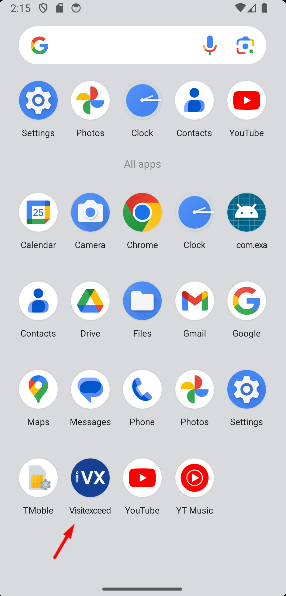 2:15
Settings Photos Clock Contacts YouTube
All apps
25
Calendar Camera Chrome Clock com.exa
Contacts Drive Files Gmail Google
Maps Messages Phone Photos Settings
VX
TMoble Visitexceed YouTube YT Music